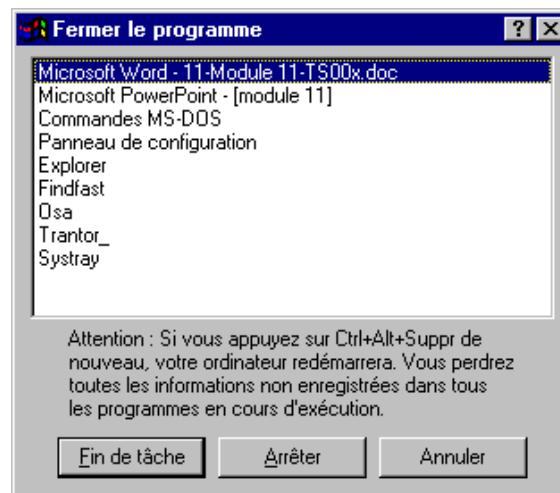 Fermer le programme
Microsoft Word - 11-Module 11-TS00x.doc
Microsoft PowerPoint - [module 11]
Commandes MS-DOS
Panneau de configuration
Explorer
Findfast
Osa
Trantor_
Systray
Attention : Si vous appuyez sur Ctrl+Alt+Suppr de
nouveau, votre ordinateur redémarrera. Vous perdrez
toutes les informations non enregistrées dans tous
les programmes en cours d'exécution.
Fin de tâche
Arrêter
Annuler